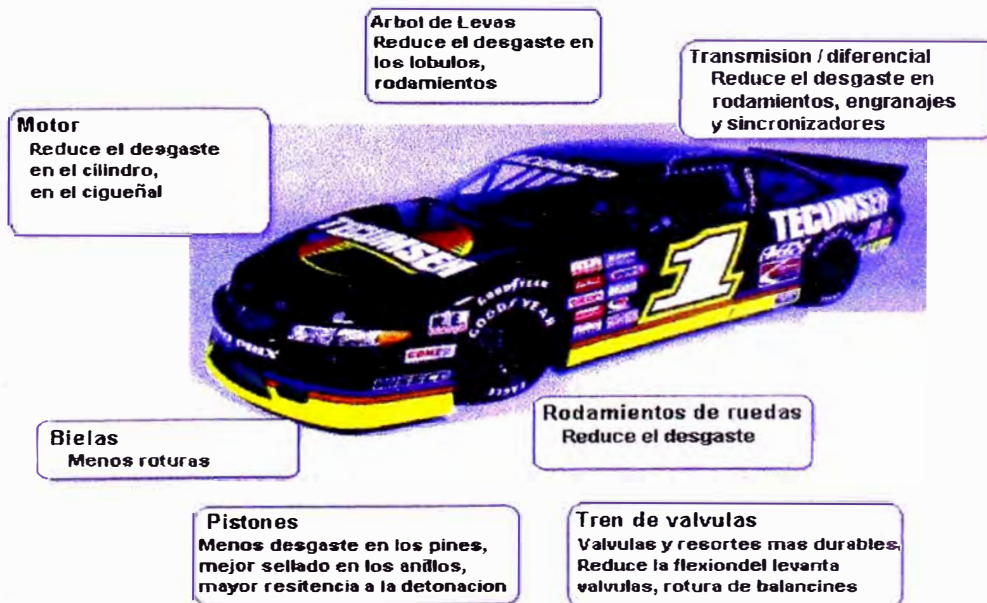 Arbol de Levas
Reduce el desgaste en
los lobulos,
rodamientos
Transmision / diferencial
Reduce el desgaste en
rodamientos, engranajes
y sincronizadores
Motor
Reduce el desgaste
en el cilindro,
en el cigueñal
TECUMSEH
TECUMSEH
1
GOODYEAR
GOODYEAR
EAGLE
Rodamientos de ruedas
Reduce el desgaste
Bielas
Menos roturas
Pistones
Menos desgaste en los pines,
mejor sellado en los anillos,
mayor resitencia a la detonacion
Tren de valvulas
Valvulas y resortes mas durables,
Reduce la flexiondel levanta
valvulas, rotura de balancines